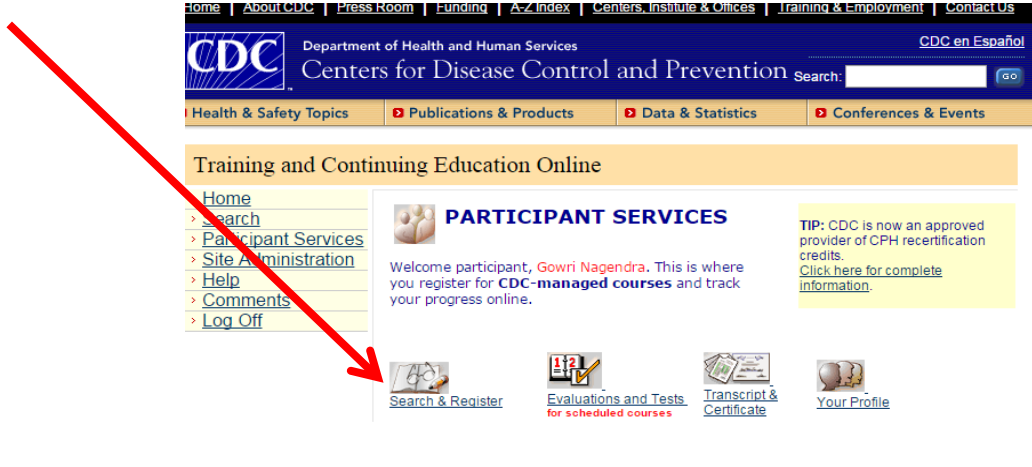 Home | About CDC | Press Room | Funding | A-Z Index | Centers, Institute & Offices | Training & Employment | Contact Us
CDC en Español
CDC
Department of Health and Human Services
Centers for Disease Control and Prevention
Search:
GO
Health & Safety Topics
Publications & Products
Data & Statistics
Conferences & Events
Training and Continuing Education Online
Home
Search
Participant Services
Site Administration
Help
Comments
Log Off
PARTICIPANT SERVICES
Welcome participant, Gowri Nagendra. This is where
you register for CDC-managed courses and track
your progress online.
TIP: CDC is now an approved
provider of CPH recertification
credits.
Click here for complete
information.
1 2
Search & Register
Evaluations and Tests
for scheduled courses
Transcript &
Certificate
Your Profile